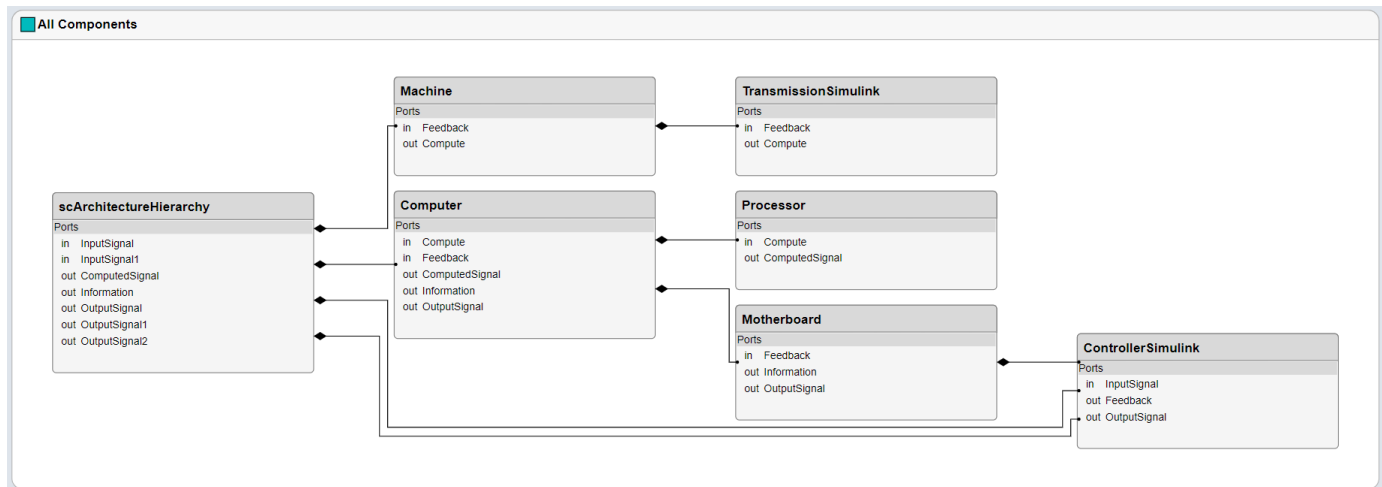 All Components
Machine
Ports
in Feedback
out Compute
TransmissionSimulink
Ports
in Feedback
out Compute
scArchitectureHierarchy
Ports
in InputSignal
in InputSignal1
out ComputedSignal
out Information
out OutputSignal
out OutputSignal1
out OutputSignal2
Computer
Ports
in Compute
in Feedback
out ComputedSignal
out Information
out OutputSignal
Processor
Ports
in Compute
out ComputedSignal
Motherboard
Ports
in Feedback
out Information
out OutputSignal
ControllerSimulink
Ports
in InputSignal
out Feedback
out OutputSignal